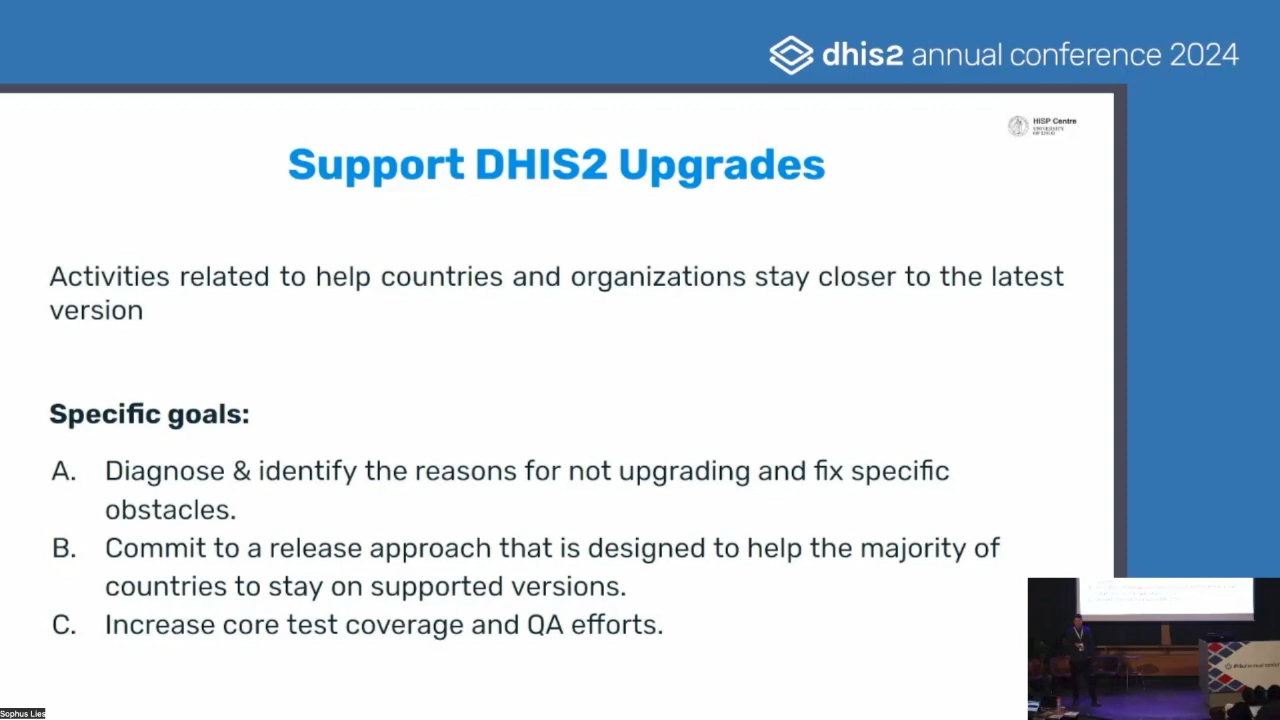 dhis2 annual conference 2024
HISP Centre
UNIVERSITY
OF OSLO
Support DHIS2 Upgrades
Activities related to help countries and organizations stay closer to the latest
version
Specific goals:
A. Diagnose & identify the reasons for not upgrading and fix specific
obstacles.
B. Commit to a release approach that is designed to help the majority of
countries to stay on supported versions.
C. Increase core test coverage and QA efforts.
Sophus Lies